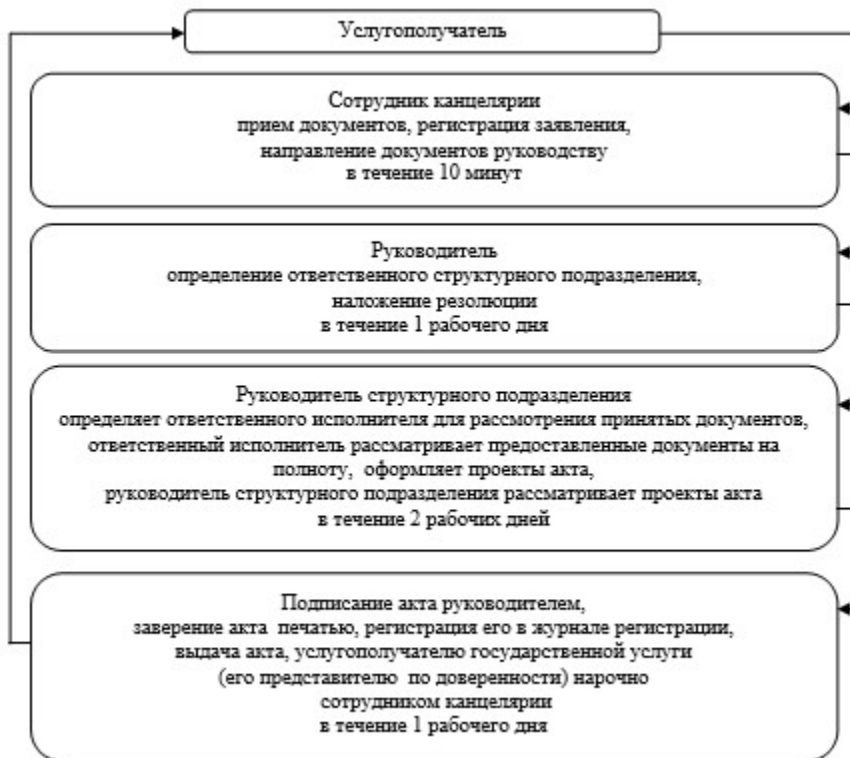 Услугополучатель
Сотрудник канцелярии
прием документов, регистрация заявления,
направление документов руководству
в течение 10 минут
Руководитель
определение ответственного структурного подразделения,
наложение резолюции
в течение 1 рабочего дня
Руководитель структурного подразделения
определяет ответственного исполнителя для рассмотрения принятых документов,
ответственный исполнитель рассматривает предоставленные документы на
полноту, оформляет проекты акта,
руководитель структурного подразделения рассматривает проекты акта
в течение 2 рабочих дней
Подписание акта руководителем,
заверение акта печатью, регистрация его в журнале регистрации,
выдача акта, услугополучателю государственной услуги
(его представителю по доверенности) нарочно
сотрудником канцелярии
в течение 1 рабочего дня